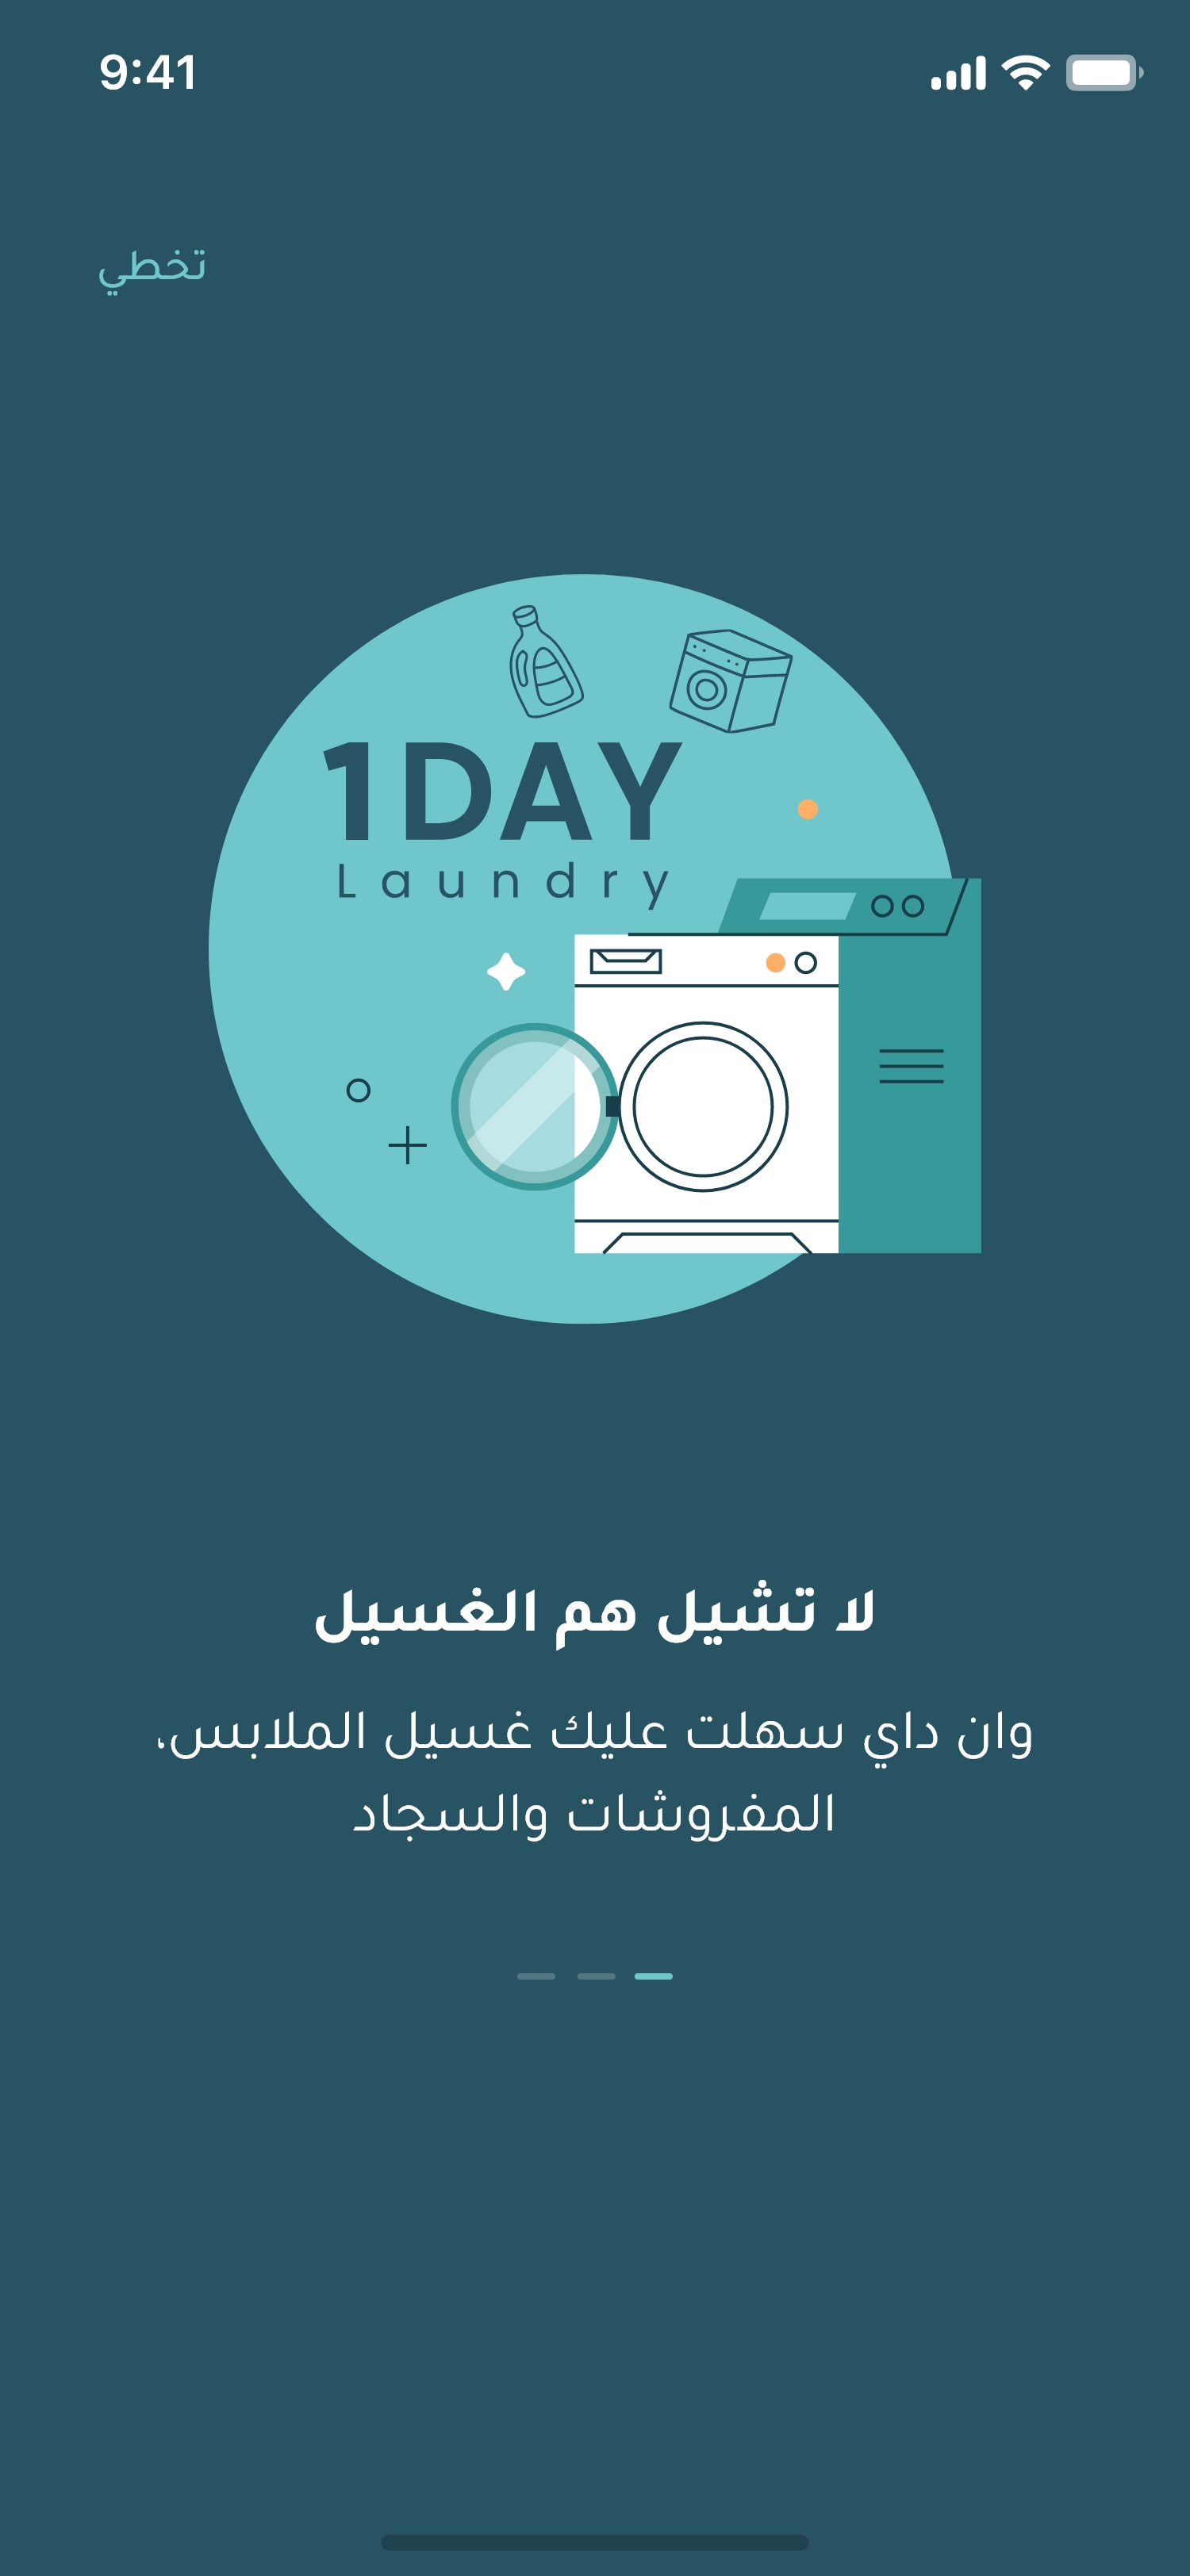 9:41
تخطي
1DAY
Laundry
لا تشيل هم الغسيل
وان داي سهلت عليك غسيل الملابس،
المفروشات والسجاد